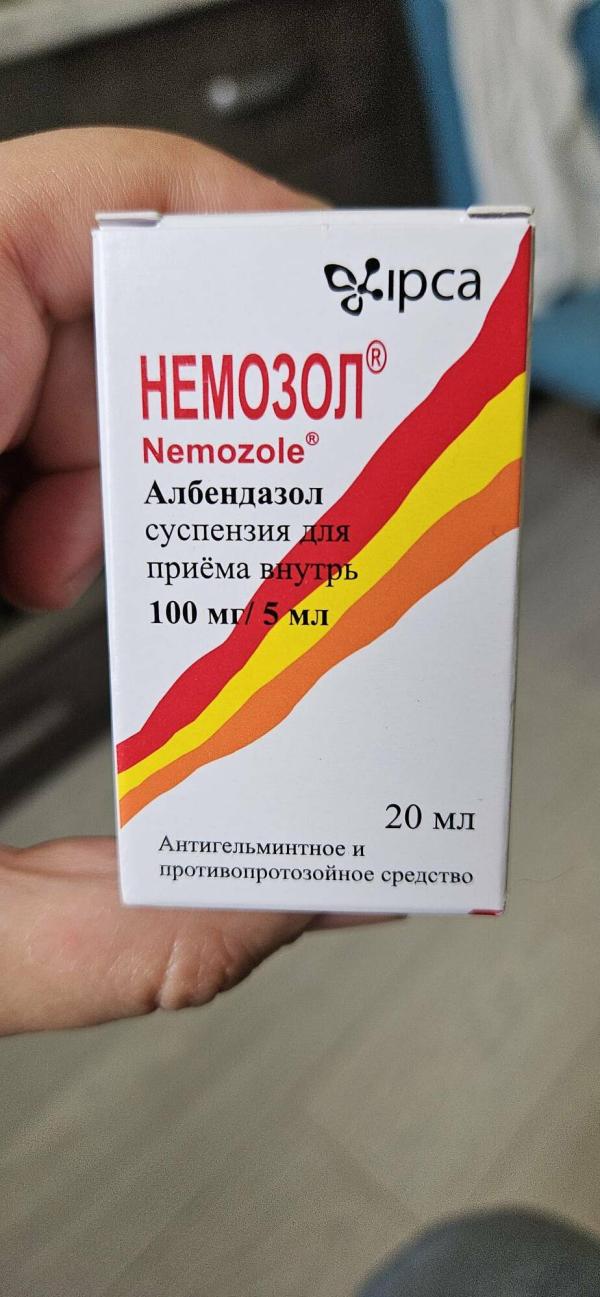 ipca
НЕМОЗОЛ®
Nemozole®
Албендазол
суспензия для
приёма внутрь
100 мг/ 5 мл
20 мл
Антигельминтное и
противопротозойное средство